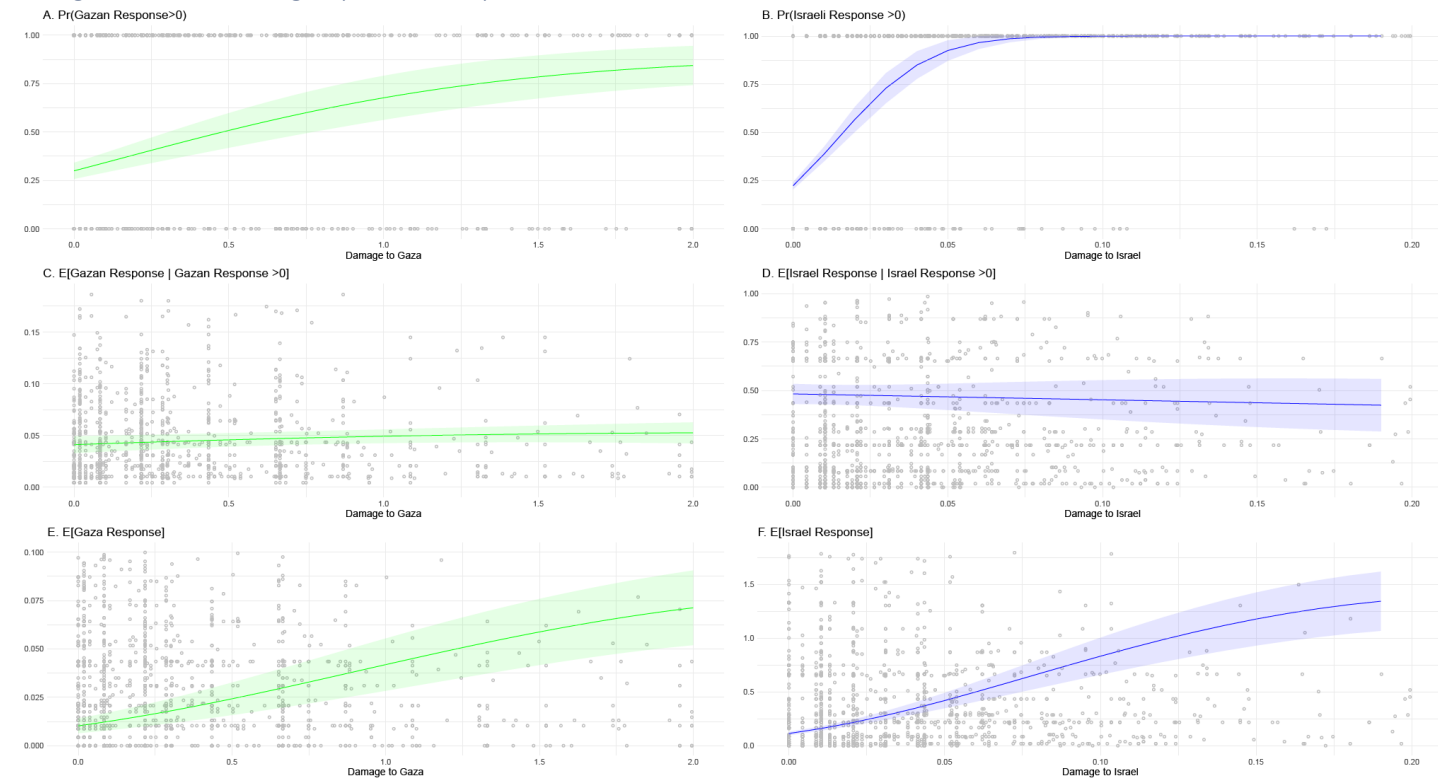 A. Pr(Gazan Response>0)
1.00
0.75
0.50
0.25
0.00
0.0 0.5 1.0 1.5 2.0
Damage to Gaza
B. Pr(Israeli Response >0)
1.00
0.75
0.50
0.25
0.00
0.00 0.05 0.10 0.15 0.20
Damage to Israel
C. E[Gazan Response | Gazan Response >0]
0.15
0.10
0.05
0.00
0.0 0.5 1.0 1.5 2.0
Damage to Gaza
D. E[Israel Response | Israel Response >0]
1.00
0.75
0.50
0.25
0.00
0.00 0.05 0.10 0.15 0.20
Damage to Israel
E. E[Gaza Response]
0.100
0.075
0.050
0.025
0.000
0.0 0.5 1.0 1.5 2.0
Damage to Gaza
F. E[Israel Response]
1.5
1.0
0.5
0.0
0.00 0.05 0.10 0.15 0.20
Damage to Israel